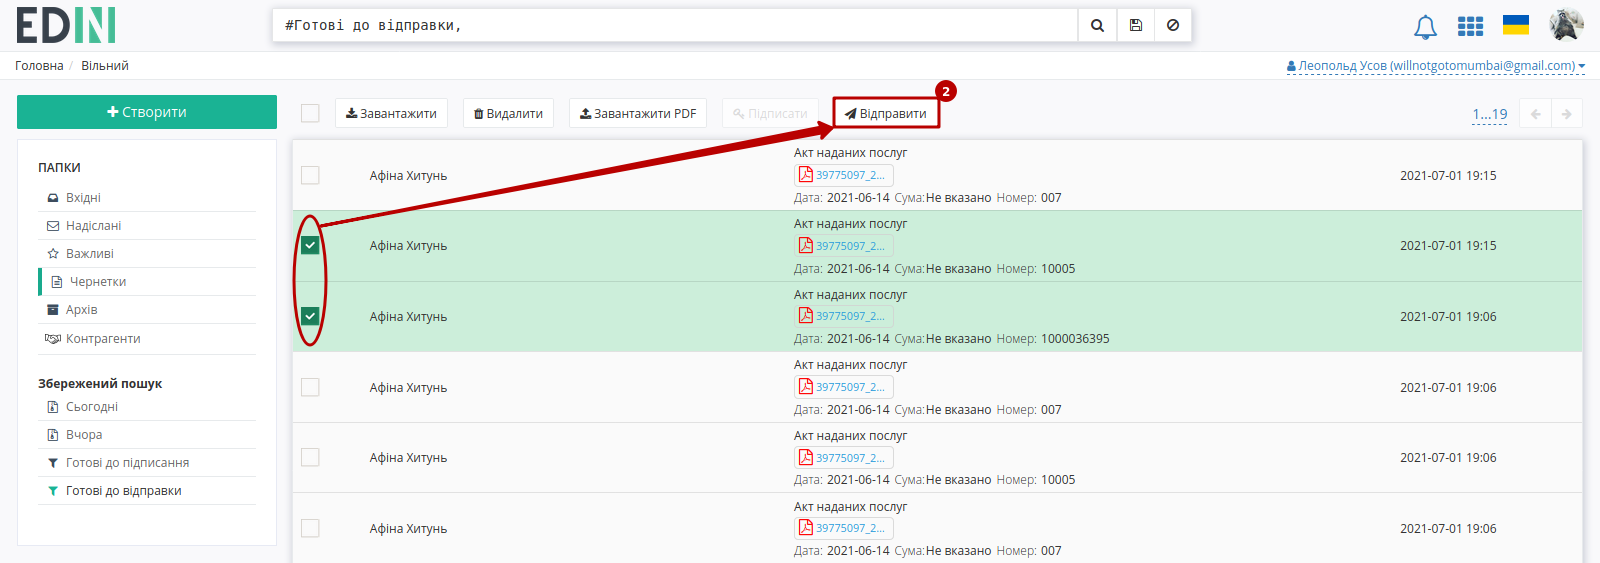 EDIN
#Готові до відправки,
Головна / Вільний
Леопольд Усов (willnotgotomumbai@gmail.com)
Створити
Завантажити
Видалити
Завантажити PDF
Підписати
Відправити
2
1...19
ПАПКИ
Вхідні
Надіслані
Важливі
Чернетки
Архів
Контрагенти
Збережений пошук
Сьогодні
Вчора
Готові до підписання
Готові до відправки
Акт наданих послуг
Афіна Хитунь
39775097_2...
2021-07-01 19:15
Дата: 2021-06-14 Сума:Не вказано Номер: 007
Акт наданих послуг
Афіна Хитунь
39775097_2...
2021-07-01 19:15
Дата: 2021-06-14 Сума:Не вказано Номер: 10005
Акт наданих послуг
Афіна Хитунь
39775097_2...
2021-07-01 19:06
Дата: 2021-06-14 Сума:Не вказано Номер: 1000036395
Акт наданих послуг
Афіна Хитунь
39775097_2...
2021-07-01 19:06
Дата: 2021-06-14 Сума:Не вказано Номер: 007
Акт наданих послуг
Афіна Хитунь
39775097_2...
2021-07-01 19:06
Дата: 2021-06-14 Сума:Не вказано Номер: 10005
Акт наданих послуг
Афіна Хитунь
39775097_2...
2021-07-01 19:06
Дата: 2021-06-14 Сума:Не вказано Номер: 007